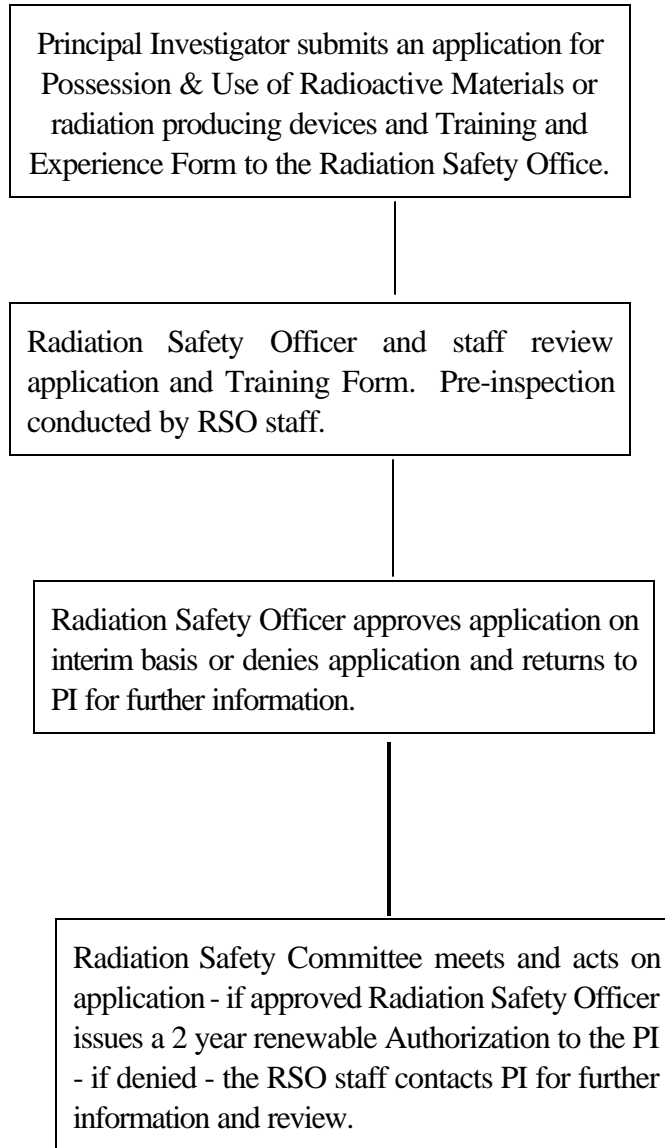 Principal Investigator submits an application for
Possession & Use of Radioactive Materials or
radiation producing devices and Training and
Experience Form to the Radiation Safety Office.
Radiation Safety Officer and staff review
application and Training Form. Pre-inspection
conducted by RSO staff.
Radiation Safety Officer approves application on
interim basis or denies application and returns to
PI for further information.
Radiation Safety Committee meets and acts on
application - if approved Radiation Safety Officer
issues a 2 year renewable Authorization to the PI
- if denied - the RSO staff contacts PI for further
information and review.